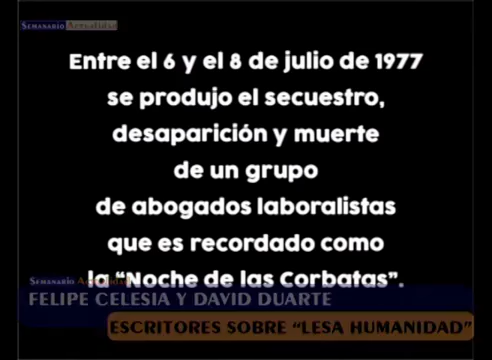 SEMANARIO ACTUALIDAD
Entre el 6 y el 8 de julio de 1977
se produjo el secuestro,
desaparición y muerte
de un grupo
de abogados laboralistas
que es recordado como
la “Noche de las Corbatas”.
SEMANARIO ACTUALIDAD
FELIPE CELESIA Y DAVID DUARTE
ESCRITORES SOBRE “LESA HUMANIDAD”